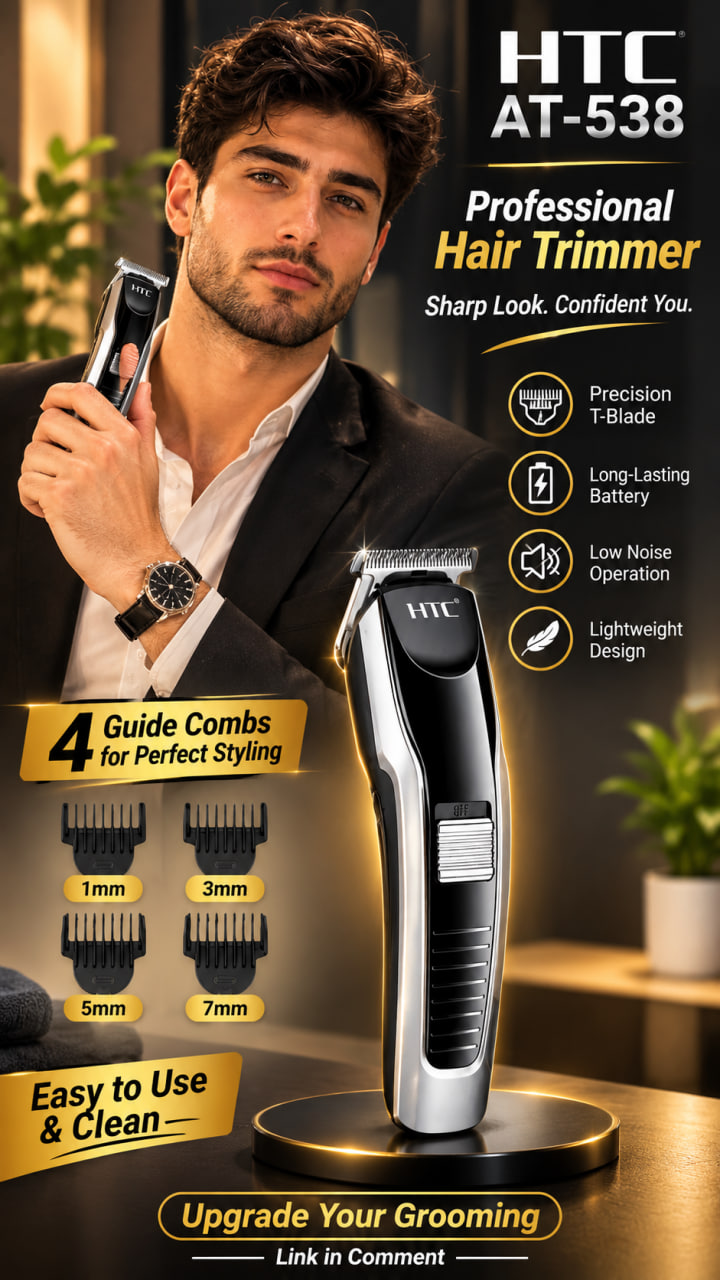 HTC®
AT-538
Professional
Hair Trimmer
Sharp Look. Confident You.
HTC
Precision
T-Blade
Long-Lasting
Battery
Low Noise
Operation
Lightweight
Design
HTC®
OFF
4 Guide Combs
for Perfect Styling
1mm
3mm
5mm
7mm
Easy to Use
& Clean
Upgrade Your Grooming
Link in Comment